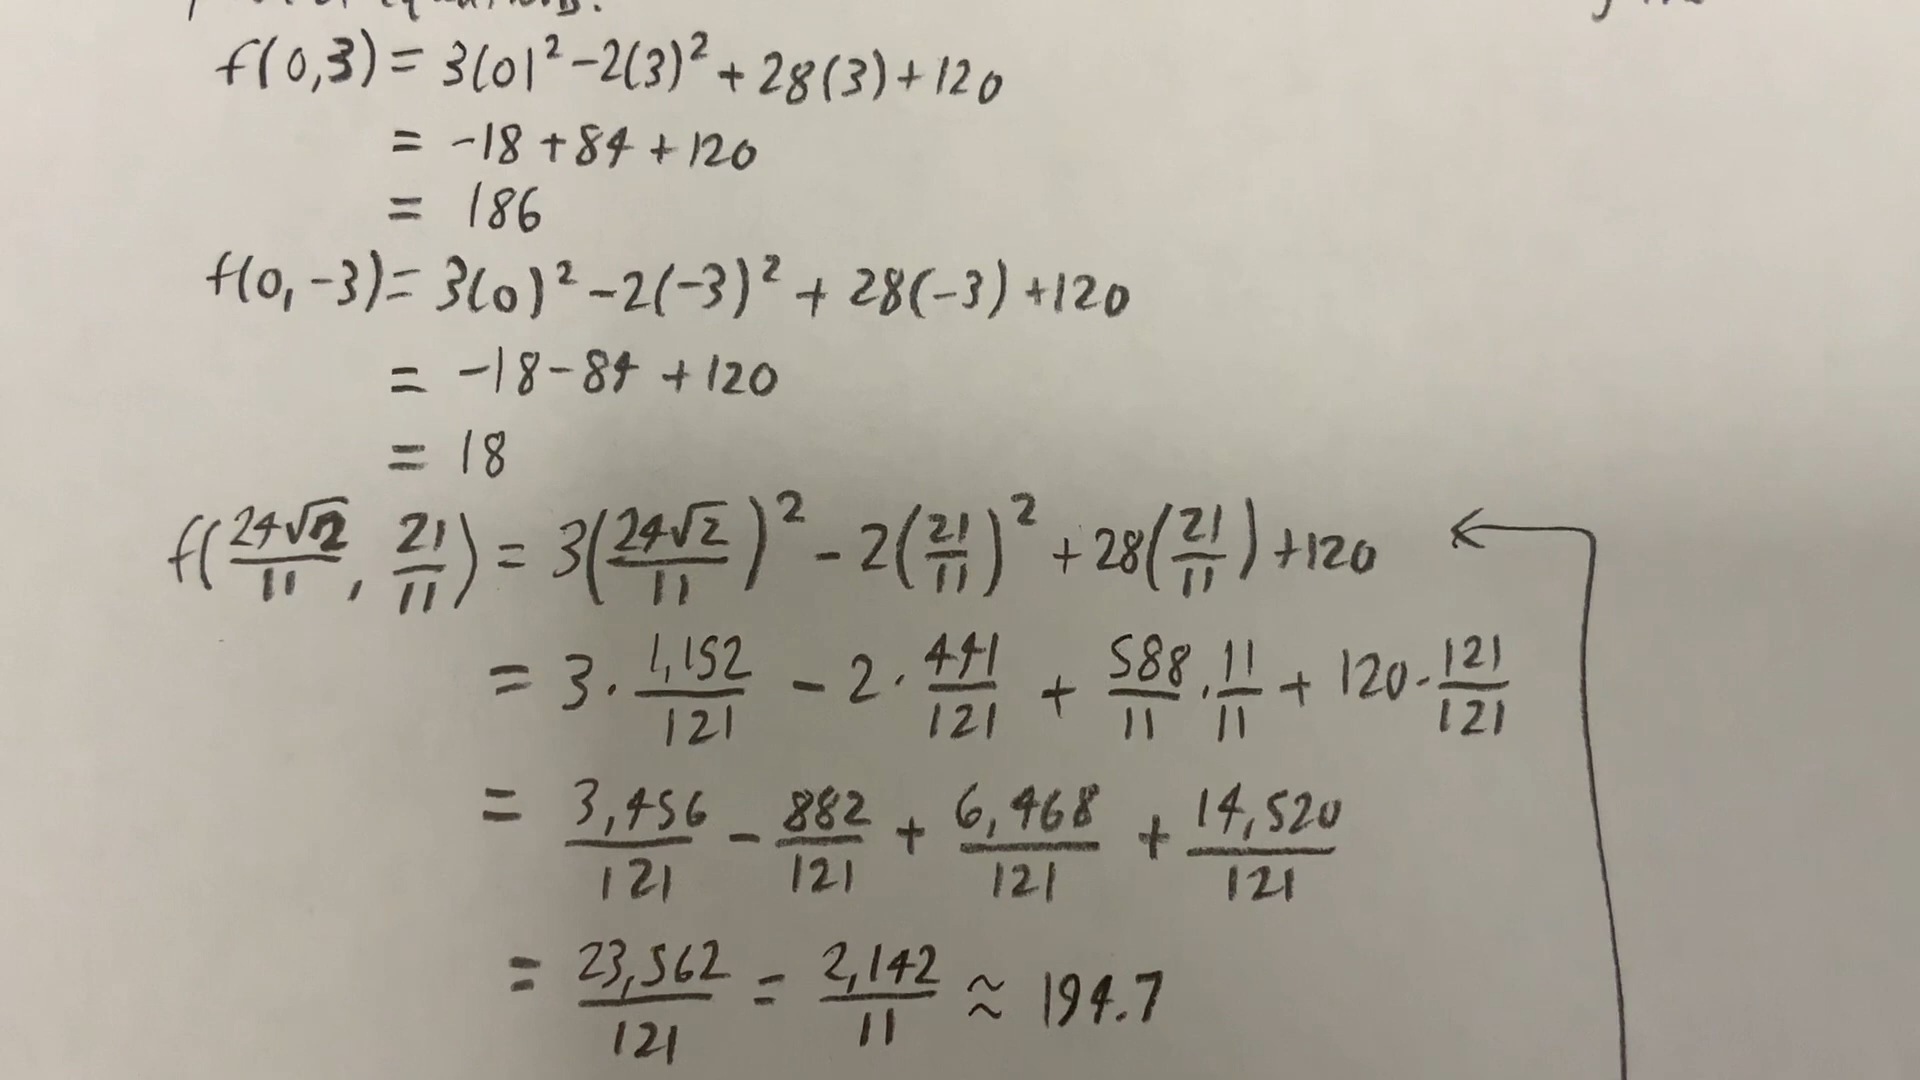 f(0,3) = 3(0)² - 2(3)² + 28(3) + 120
= -18 + 84 + 120
= 186
f(0,-3) = 3(0)² - 2(-3)² + 28(-3) + 120
= -18 - 84 + 120
= 18
f(24√2/11, 21/11) = 3(24√2/11)² - 2(21/11)² + 28(21/11) + 120 ←
= 3 · 1,152/121 - 2 · 441/121 + 588/11 · 11/11 + 120 · 121/121
= 3,456/121 - 882/121 + 6,468/121 + 14,520/121
= 23,562/121 = 2,142/11 ≈ 194.7